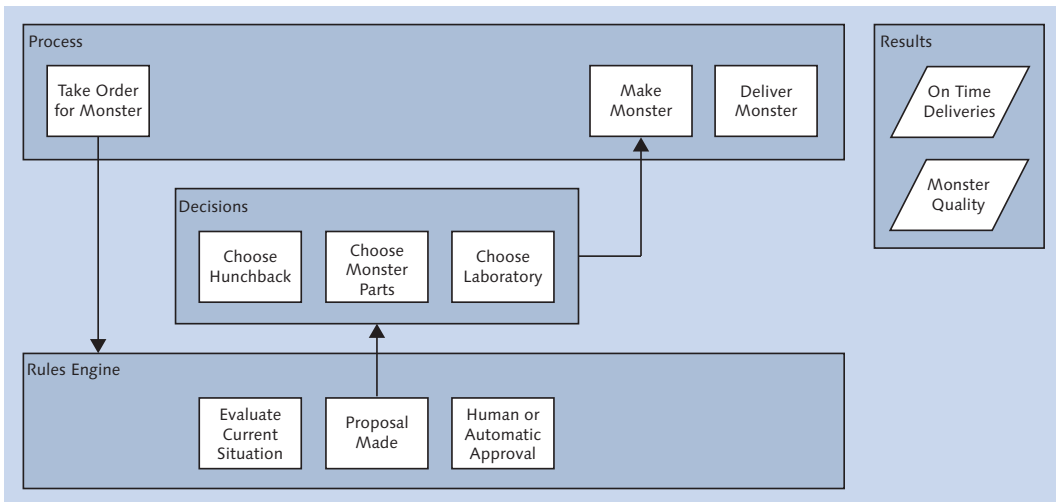 Process
Take Order
for Monster
Make
Monster
Deliver
Monster
Results
On Time
Deliveries
Monster
Quality
Decisions
Choose
Hunchback
Choose
Monster
Parts
Choose
Laboratory
Rules Engine
Evaluate
Current
Situation
Proposal
Made
Human or
Automatic
Approval